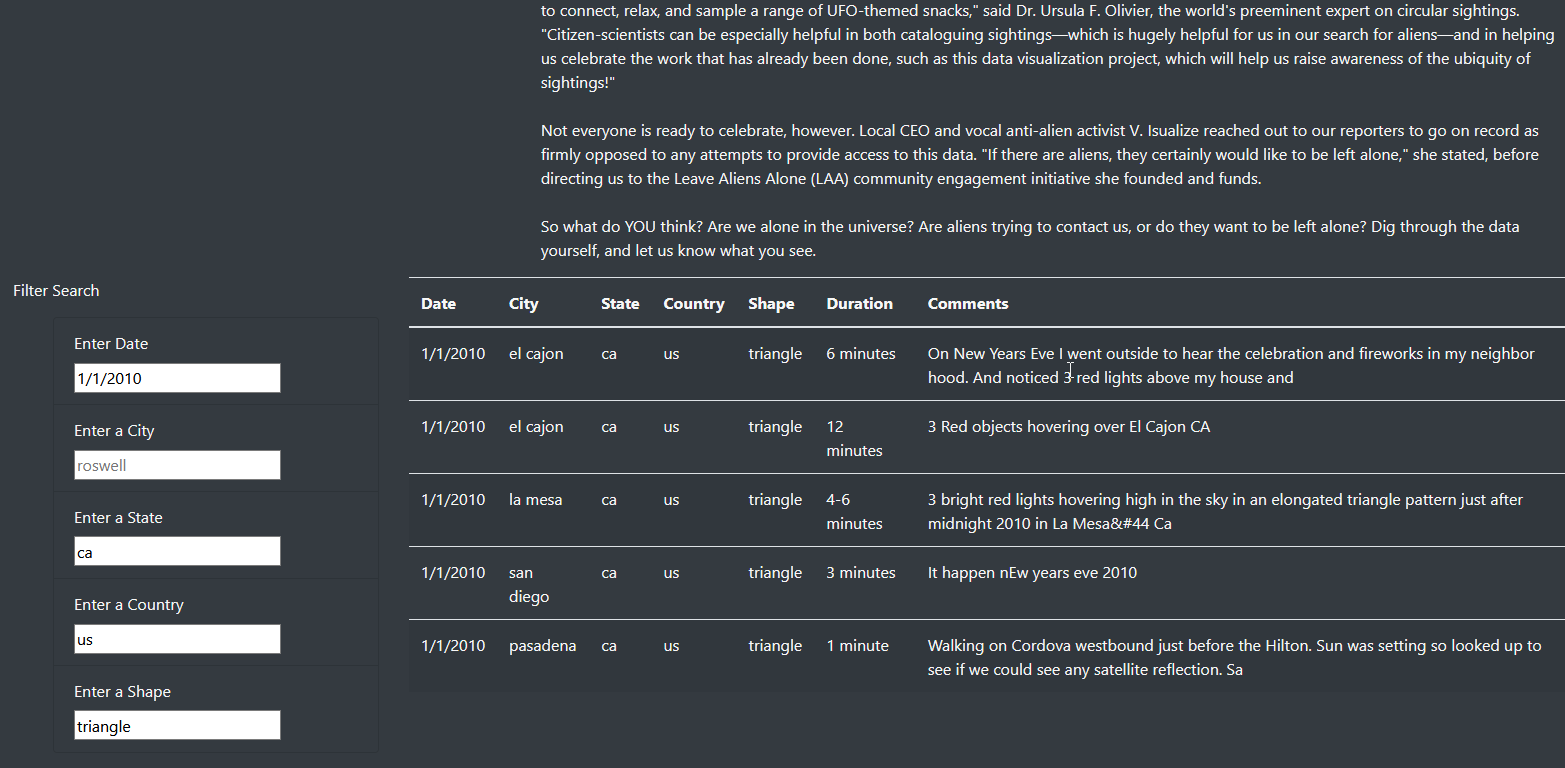 to connect, relax, and sample a range of UFO-themed snacks," said Dr. Ursula F. Olivier, the world's preeminent expert on circular sightings.
"Citizen-scientists can be especially helpful in both cataloguing sightings—which is hugely helpful for us in our search for aliens—and in helping
us celebrate the work that has already been done, such as this data visualization project, which will help us raise awareness of the ubiquity of
sightings!"
Not everyone is ready to celebrate, however. Local CEO and vocal anti-alien activist V. Isualize reached out to our reporters to go on record as
firmly opposed to any attempts to provide access to this data. "If there are aliens, they certainly would like to be left alone," she stated, before
directing us to the Leave Aliens Alone (LAA) community engagement initiative she founded and funds.
So what do YOU think? Are we alone in the universe? Are aliens trying to contact us, or do they want to be left alone? Dig through the data
yourself, and let us know what you see.
Filter Search
Enter Date
1/1/2010
Enter a City
roswell
Enter a State
ca
Enter a Country
us
Enter a Shape
triangle
Date City State Country Shape Duration Comments
1/1/2010 el cajon ca us triangle 6 minutes On New Years Eve I went outside to hear the celebration and fireworks in my neighbor
hood. And noticed 3 red lights above my house and
1/1/2010 el cajon ca us triangle 12 3 Red objects hovering over El Cajon CA
minutes
1/1/2010 la mesa ca us triangle 4-6 3 bright red lights hovering high in the sky in an elongated triangle pattern just after
minutes midnight 2010 in La Mesa&#44 Ca
1/1/2010 san ca us triangle 3 minutes It happen nEw years eve 2010
diego
1/1/2010 pasadena ca us triangle 1 minute Walking on Cordova westbound just before the Hilton. Sun was setting so looked up to
see if we could see any satellite reflection. Sa